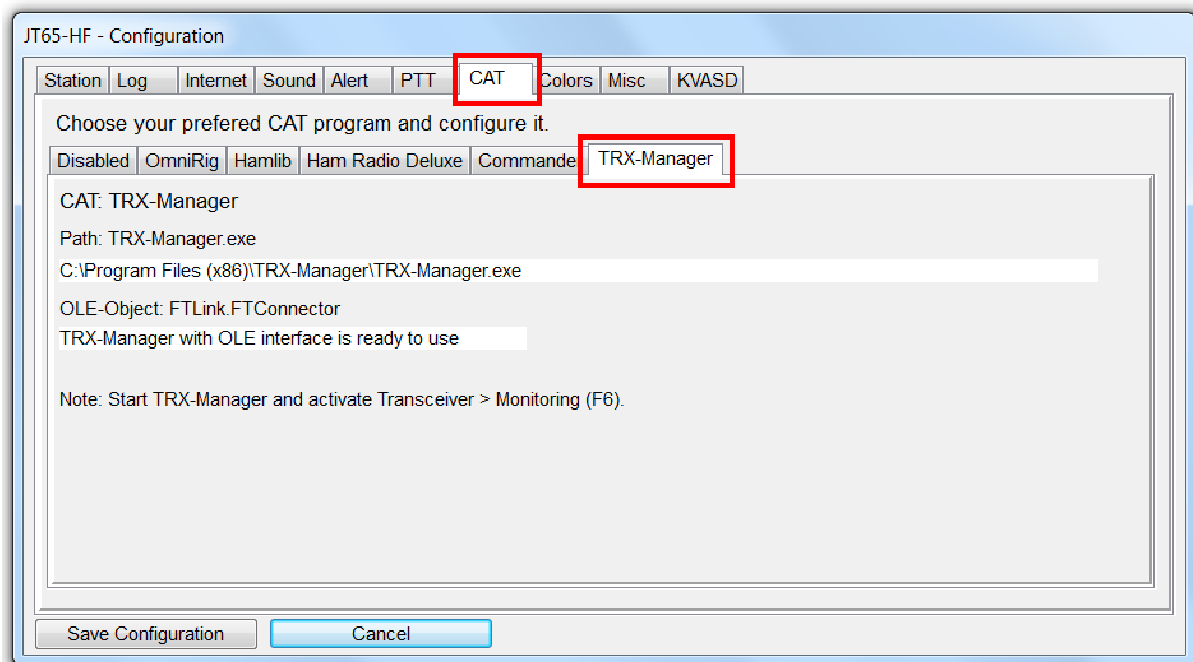 JT65-HF - Configuration
Station Log Internet Sound Alert PTT CAT Colors Misc KVASD
Choose your prefered CAT program and configure it.
Disabled OmniRig Hamlib Ham Radio Deluxe Commande TRX-Manager
CAT: TRX-Manager
Path: TRX-Manager.exe
C:\Program Files (x86)\TRX-Manager\TRX-Manager.exe
OLE-Object: FTLink.FTConnector
TRX-Manager with OLE interface is ready to use
Note: Start TRX-Manager and activate Transceiver > Monitoring (F6).
Save Configuration Cancel